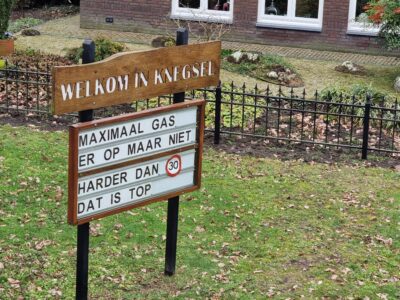 WELKOM IN KNEGSEL
MAXIMAAL GAS
ER OP MAAR NIET
HARDER DAN 30
DAT IS TOP